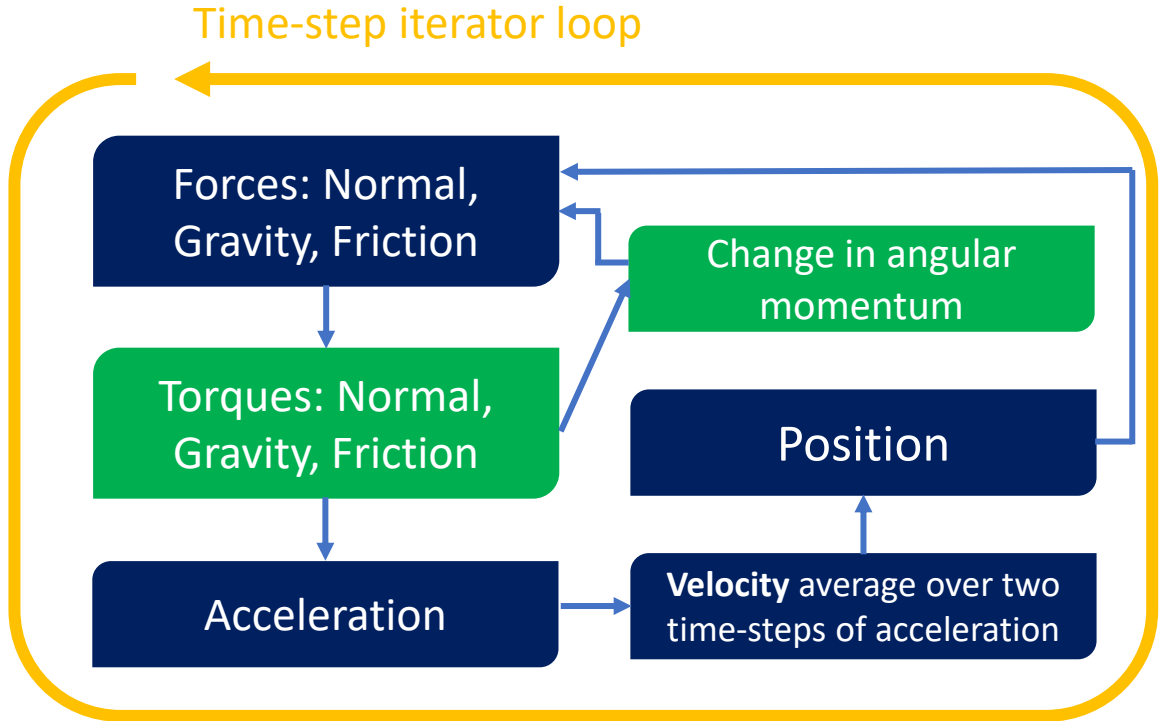 Time-step iterator loop
Forces: Normal,
Gravity, Friction
Change in angular
momentum
Torques: Normal,
Gravity, Friction
Position
Acceleration
Velocity average over two
time-steps of acceleration